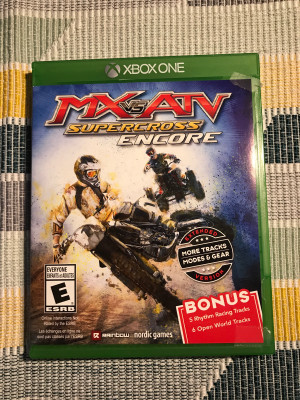 XBOX ONE
MX vs ATV
SUPERCROSS
ENCORE
EXTENDED
MORE TRACKS
MODES & GEAR
VERSION
BONUS
5 Rhythm Racing Tracks
6 Open World Tracks
EVERYONE
E
ESRB
RAINBOW
nordic games